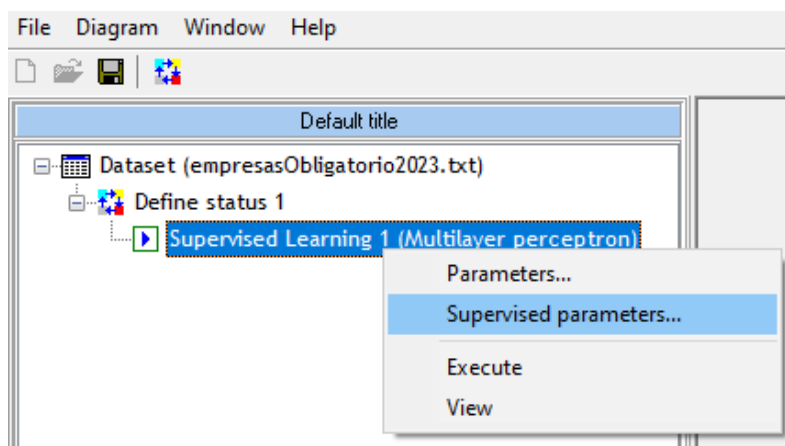 File Diagram Window Help
Default title
Dataset (empresasObligatorio2023.txt)
Define status 1
Supervised Learning 1 (Multilayer perceptron)
Parameters...
Supervised parameters...
Execute
View